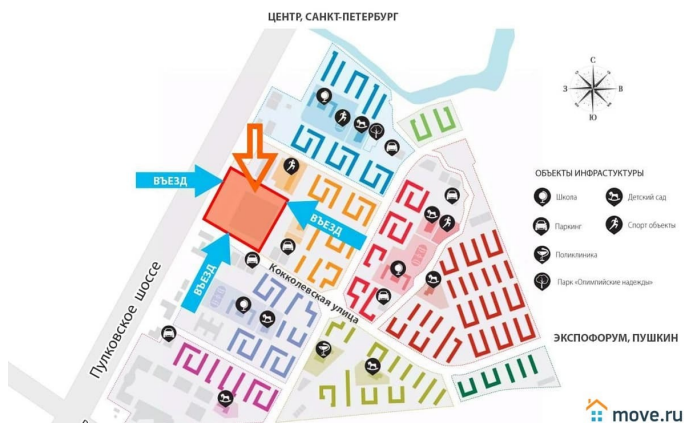 ЦЕНТР, САНКТ-ПЕТЕРБУРГ
С
З
В
Ю
ВЪЕЗД
ВЪЕЗД
ВЪЕЗД
Пулковское шоссе
Кокколевская улица
ОБЪЕКТЫ ИНФРАСТУКТУРЫ
Школа
Детский сад
Паркинг
Спорт объекты
Поликлиника
Парк «Олимпийские надежды»
ЭКСПОФОРУМ, ПУШКИН
move.ru